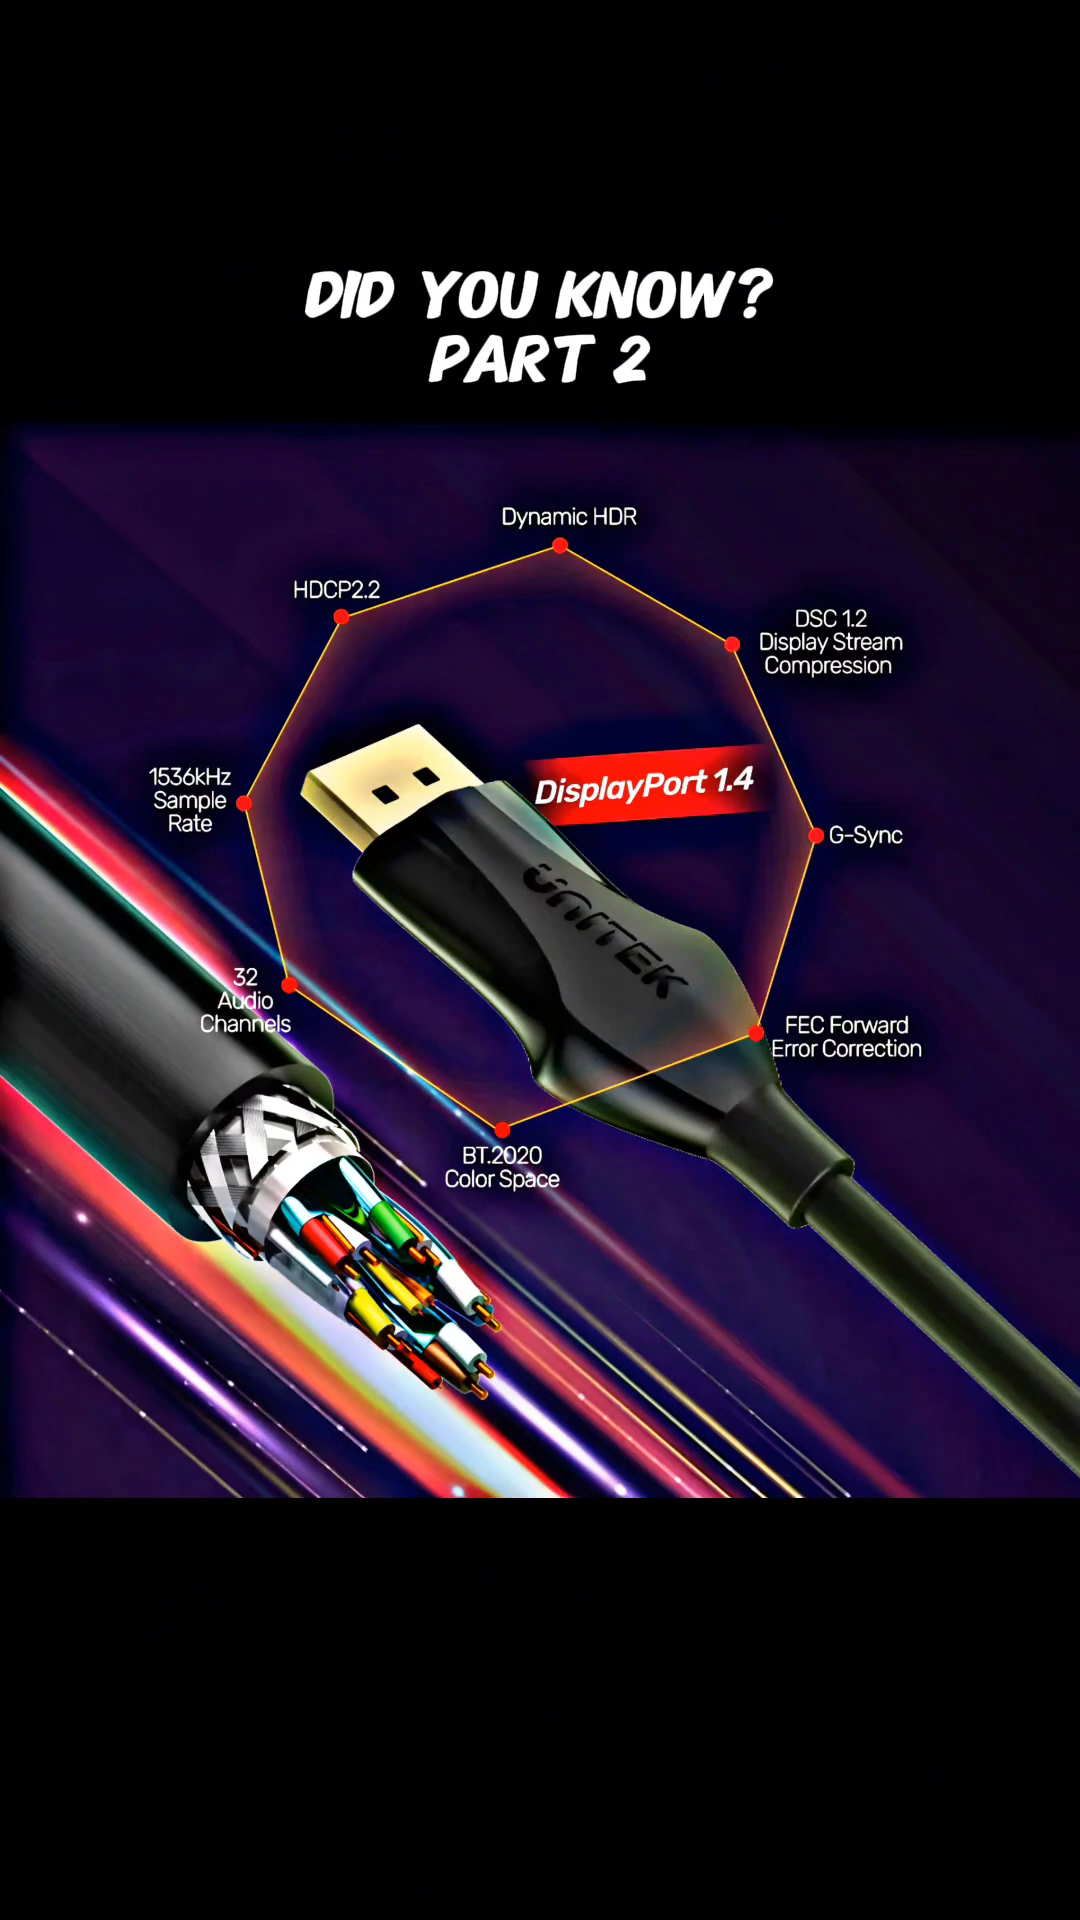 DID YOU KNOW?
PART 2
Dynamic HDR
HDCP2.2
DSC 1.2
Display Stream
Compression
1536kHz
Sample
Rate
DisplayPort 1.4
G-Sync
UNITEK
32
Audio
Channels
FEC Forward
Error Correction
BT.2020
Color Space